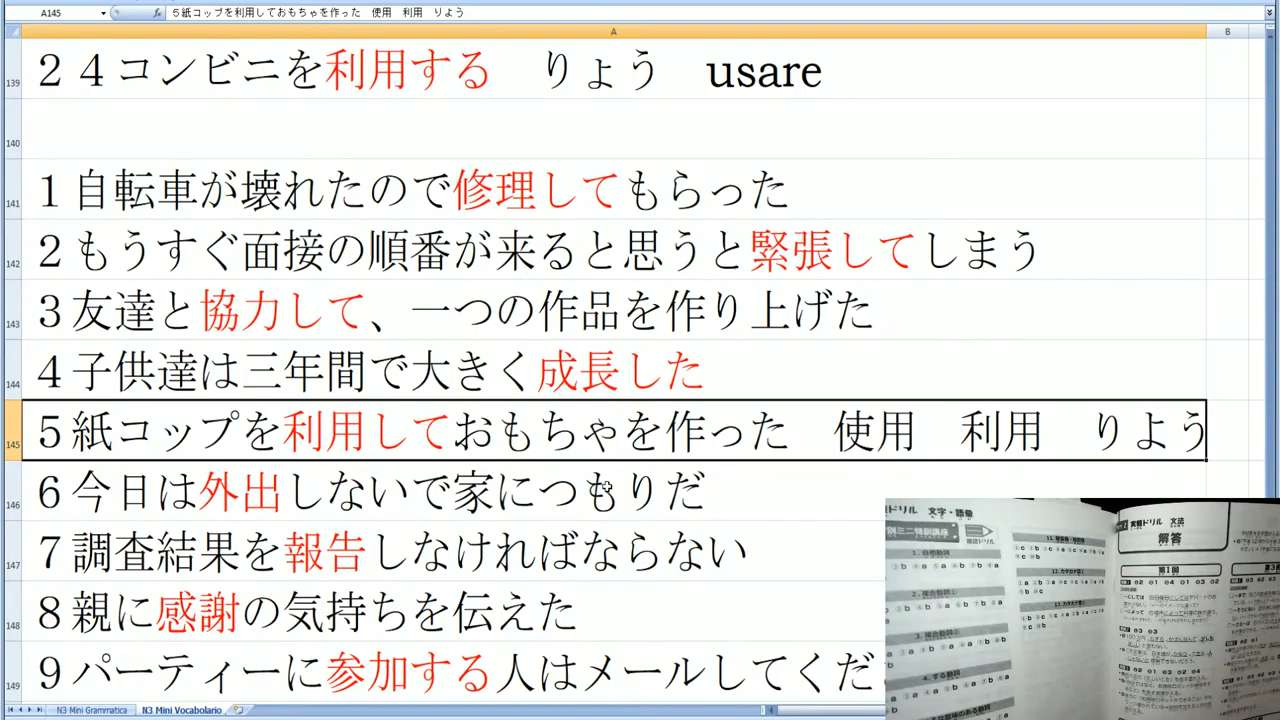 A145
５紙コップを利用しておもちゃを作った　使用　利用　りよう
A
B
139
２４コンビニを利用する　りょう　usare
140
141
１自転車が壊れたので修理してもらった
142
２もうすぐ面接の順番が来ると思うと緊張してしまう
143
３友達と協力して、一つの作品を作り上げた
144
４子供達は三年間で大きく成長した
145
５紙コップを利用しておもちゃを作った　使用　利用　りよう
146
６今日は外出しないで家につもりだ
147
７調査結果を報告しなければならない
148
８親に感謝の気持ちを伝えた
149
９パーティーに参加する人はメールしてくだ
N3 Mini Grammatica
N3 Mini Vocabolario
ドリル　文字・語彙
実戦ドリル　文法
解答
第1回